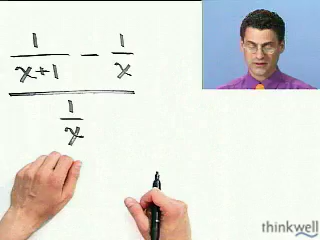 1 / (x+1) − 1 / x
1 / x
thinkwell